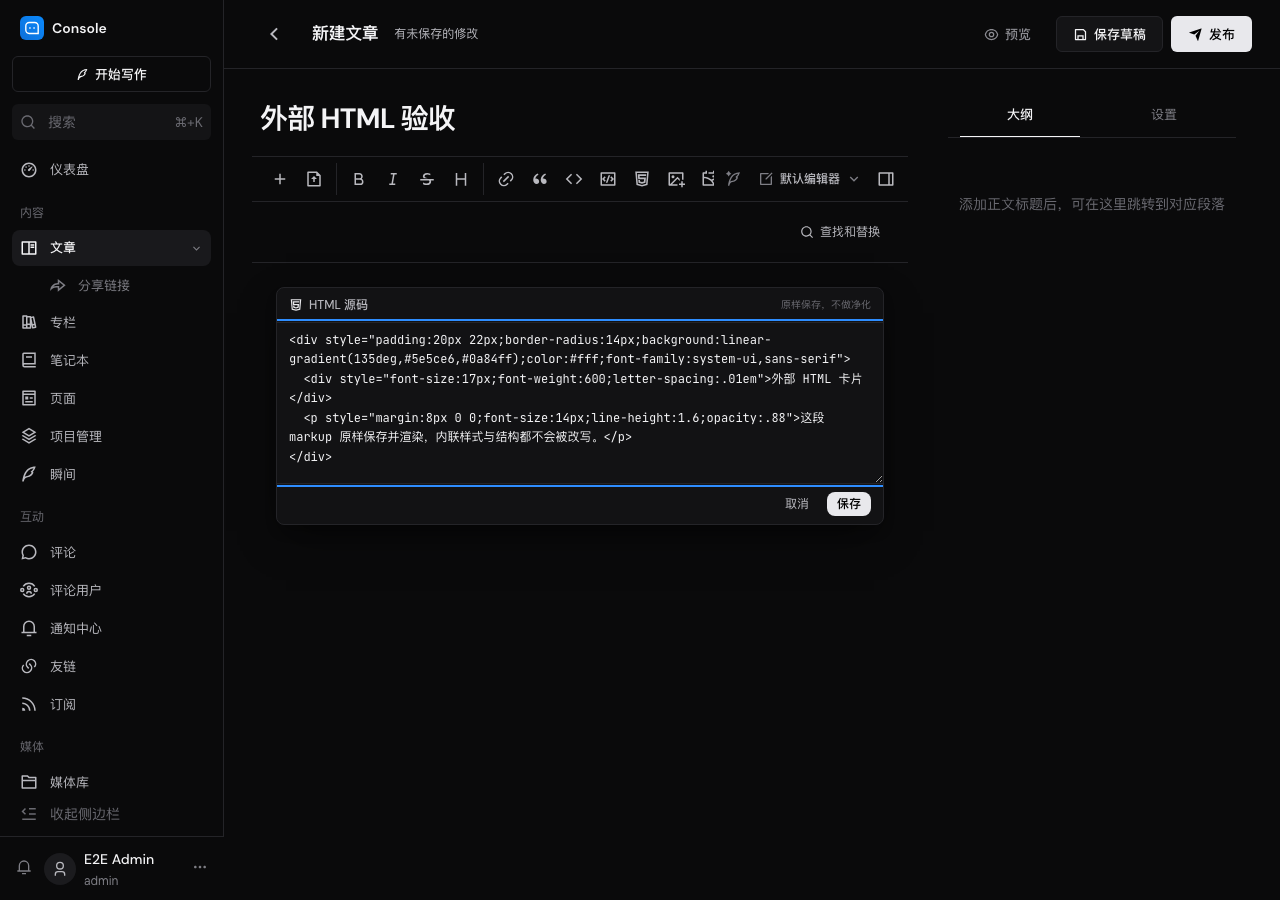 Console
开始写作
搜索
⌘+K
仪表盘
内容
文章
分享链接
专栏
笔记本
页面
项目管理
瞬间
互动
评论
评论用户
通知中心
友链
订阅
媒体
媒体库
收起侧边栏
E2E Admin
admin
新建文章
有未保存的修改
预览
保存草稿
发布
外部 HTML 验收
默认编辑器
查找和替换
HTML 源码
原样保存，不做净化
<div style="padding:20px 22px;border-radius:14px;background:linear-
gradient(135deg,#5e5ce6,#0a84ff);color:#fff;font-family:system-ui,sans-serif">
  <div style="font-size:17px;font-weight:600;letter-spacing:.01em">外部 HTML 卡片
</div>
  <p style="margin:8px 0 0;font-size:14px;line-height:1.6;opacity:.88">这段
markup 原样保存并渲染，内联样式与结构都不会被改写。</p>
</div>
取消
保存
大纲
设置
添加正文标题后，可在这里跳转到对应段落